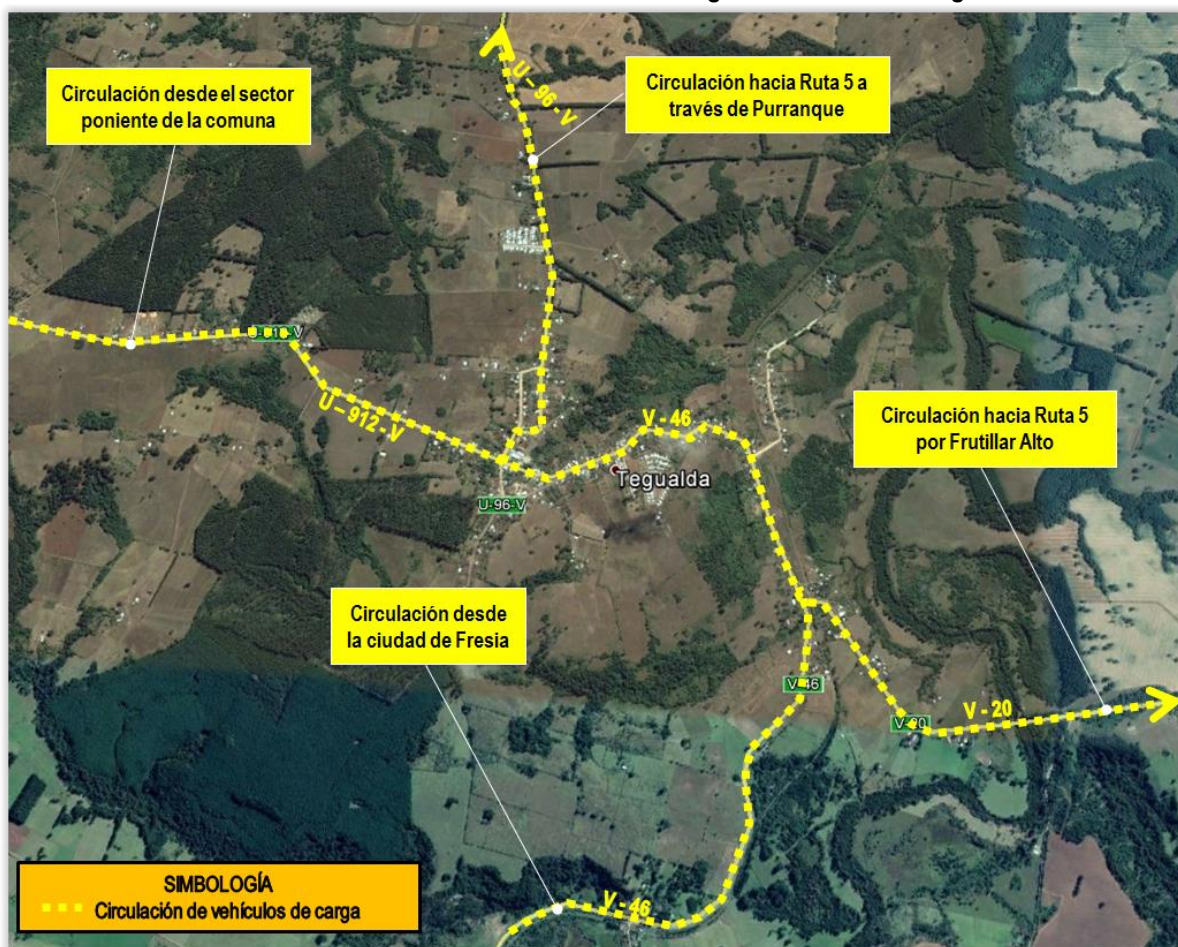 Circulación desde el sector
poniente de la comuna
U - 96 - V
Circulación hacia Ruta 5 a
través de Purranque
U - 912 - V
V - 46
Circulación hacia Ruta 5
por Frutillar Alto
Tegualda
U-96-V
Circulación desde
la ciudad de Fresia
V-46
V - 20
V - 46
SIMBOLOGÍA
Circulación de vehículos de carga